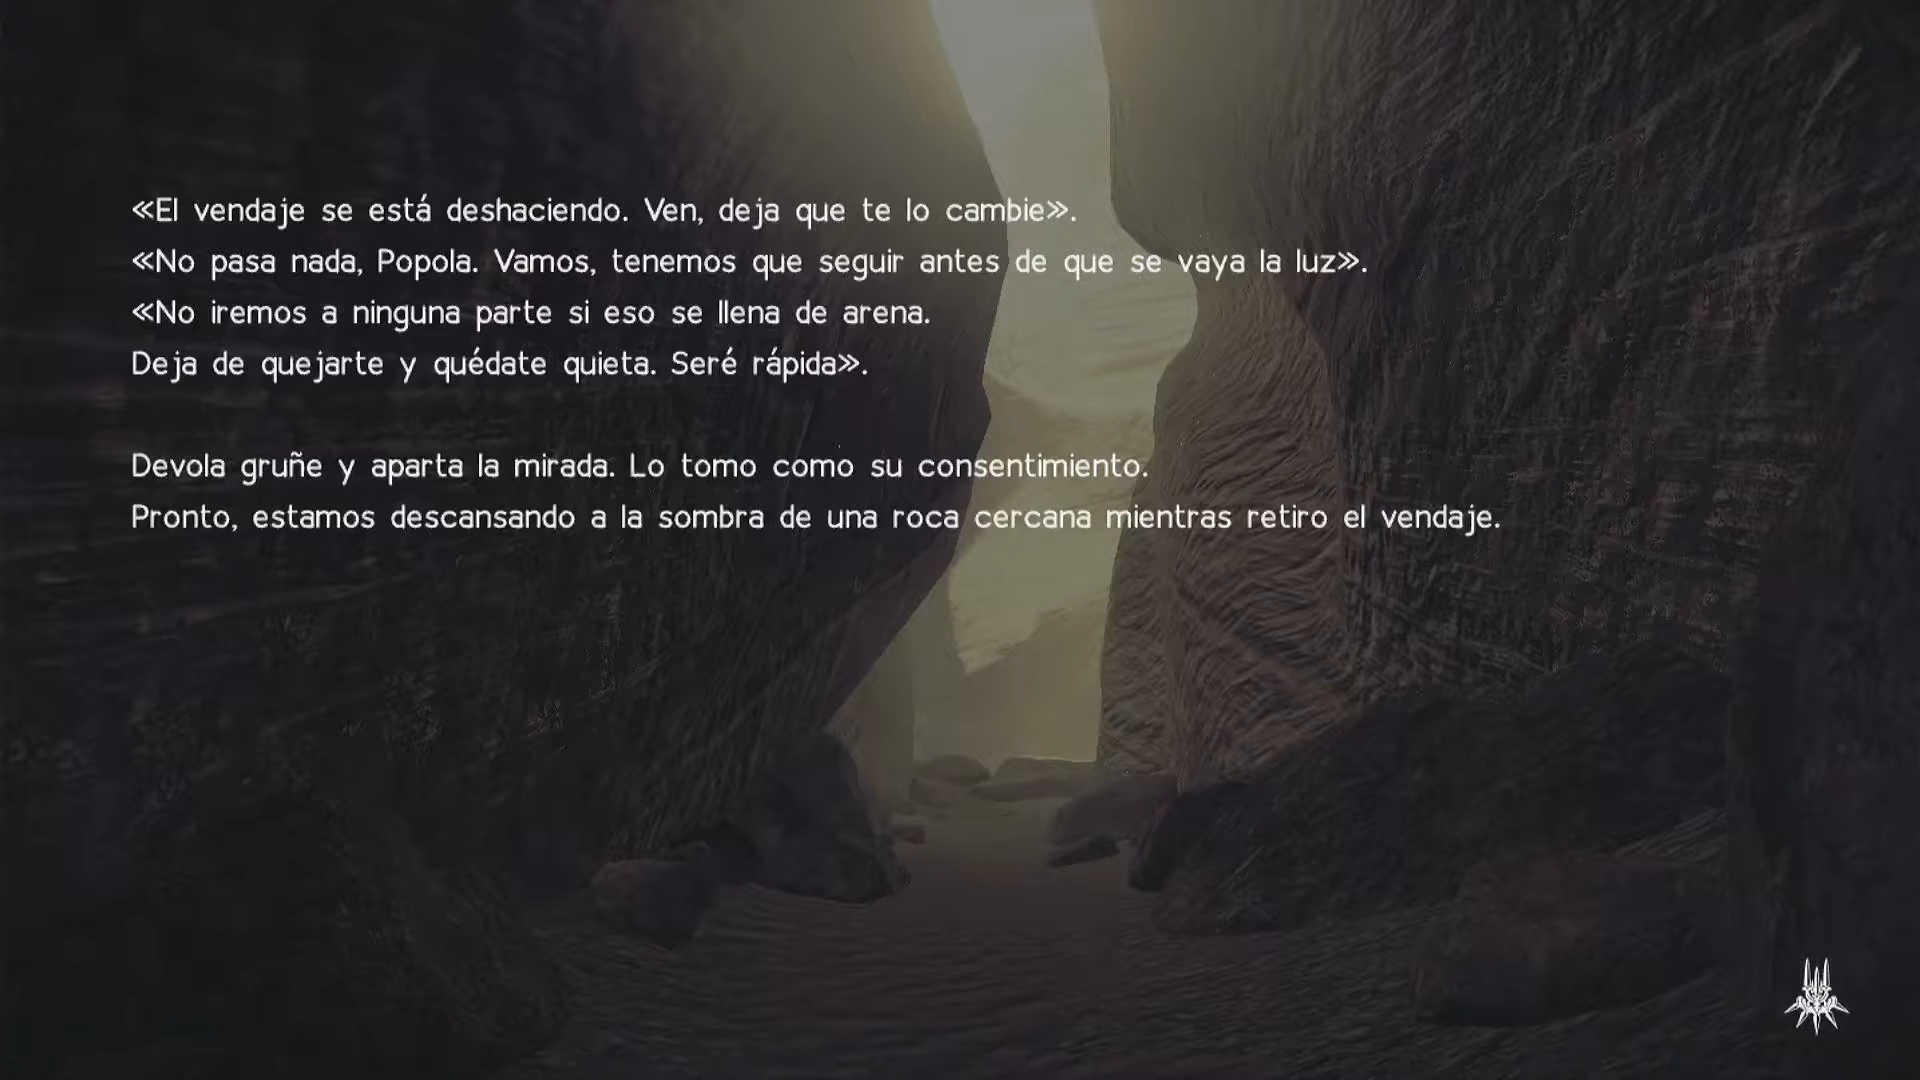 «El vendaje se está deshaciendo. Ven, deja que te lo cambie».
«No pasa nada, Popola. Vamos, tenemos que seguir antes de que se vaya la luz».
«No iremos a ninguna parte si eso se llena de arena.
Deja de quejarte y quédate quieta. Seré rápida».
Devola gruñe y aparta la mirada. Lo tomo como su consentimiento.
Pronto, estamos descansando a la sombra de una roca cercana mientras retiro el vendaje.